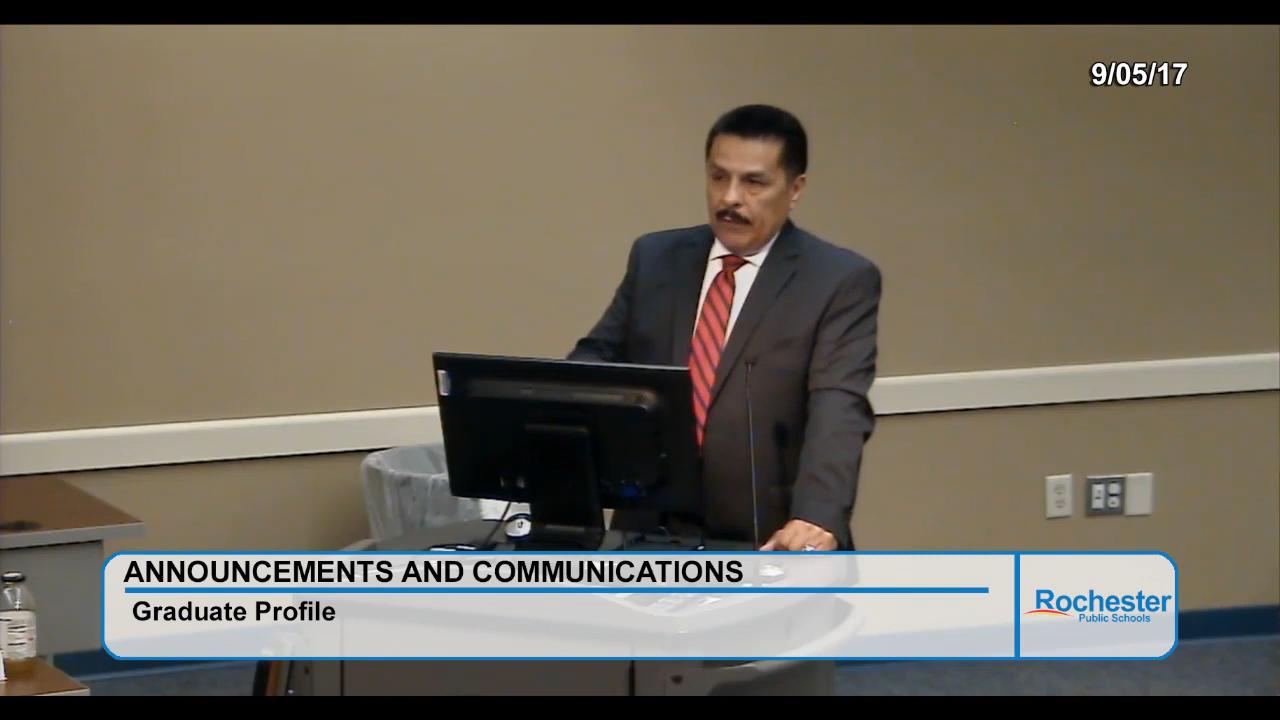 9/05/17
ANNOUNCEMENTS AND COMMUNICATIONS
Graduate Profile
Rochester
Public Schools